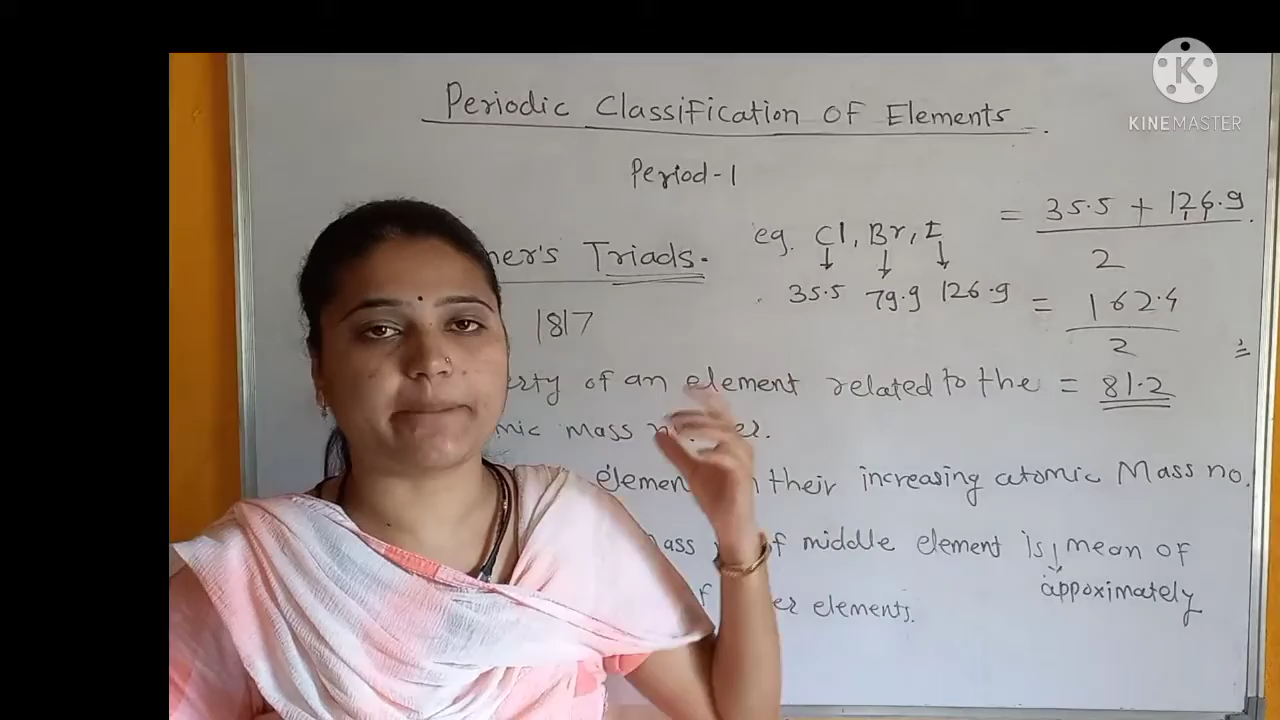 KINEMASTER
Periodic Classification of Elements
Period-1
ner's Triads.
1817
eg. Cl, Br, I
35.5 79.9 126.9
= 35.5 + 126.9
2
= 162.4
2
= 81.2
erty of an element related to the
mic mass
elemen their increasing atomic Mass no.
ass of middle element is mean of
appoximately
elements.